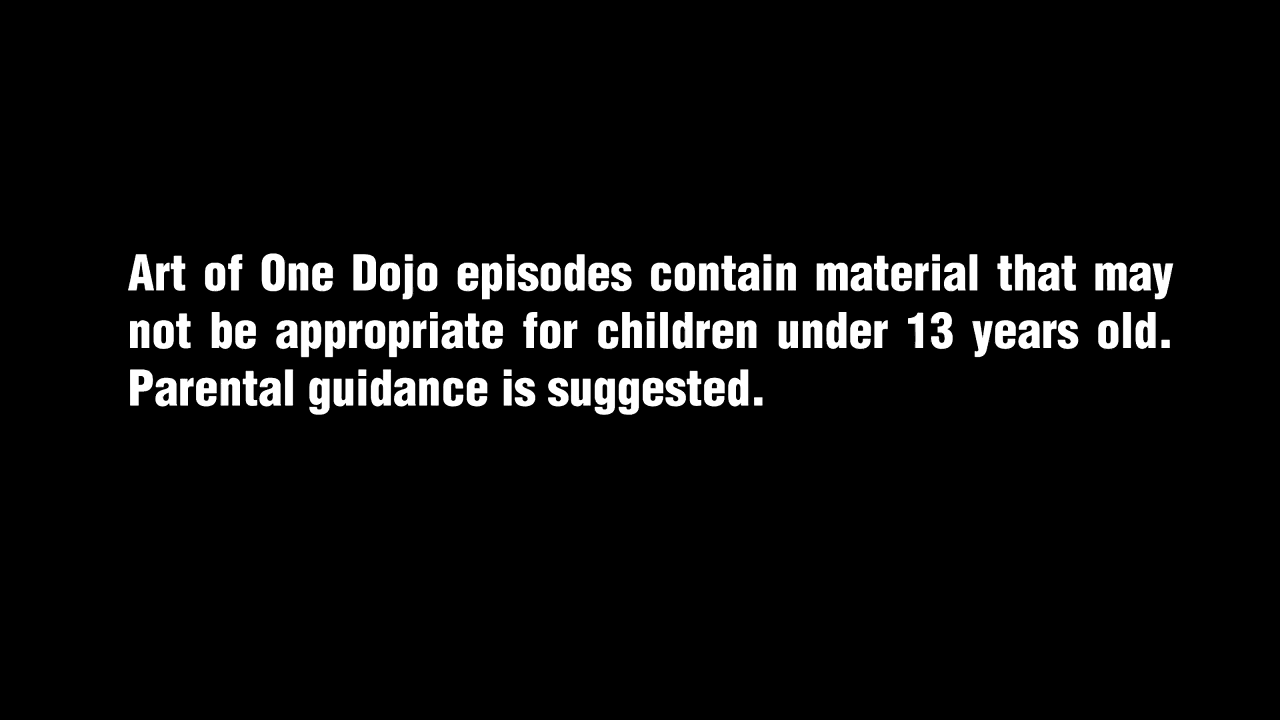 Art of One Dojo episodes contain material that may
not be appropriate for children under 13 years old.
Parental guidance is suggested.